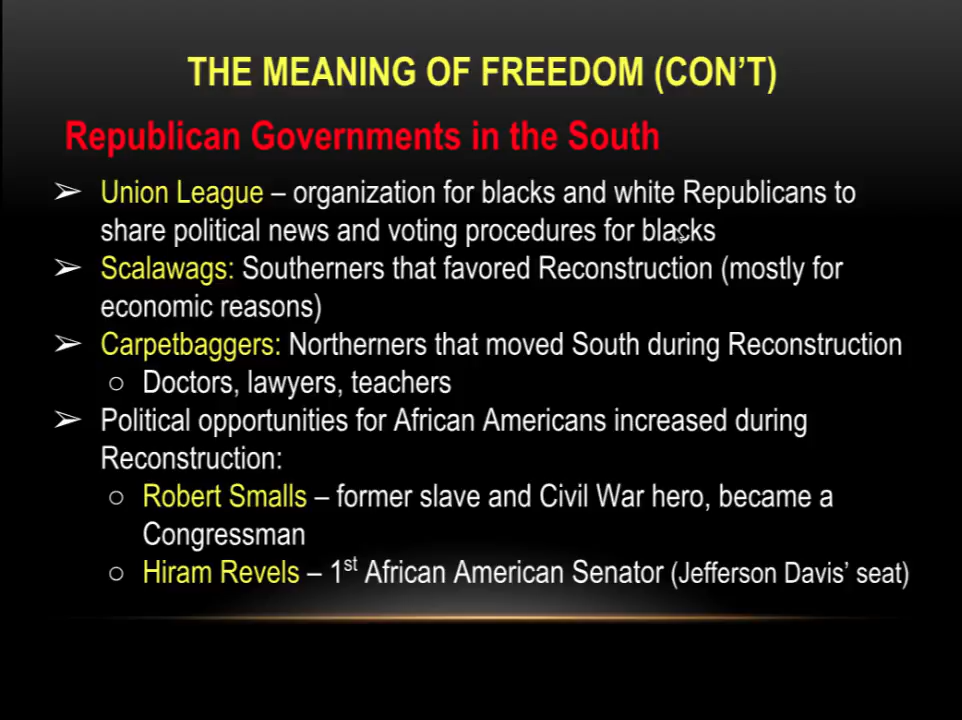 THE MEANING OF FREEDOM (CON’T)
Republican Governments in the South
➢ Union League – organization for blacks and white Republicans to
share political news and voting procedures for blacks
➢ Scalawags: Southerners that favored Reconstruction (mostly for
economic reasons)
➢ Carpetbaggers: Northerners that moved South during Reconstruction
○ Doctors, lawyers, teachers
➢ Political opportunities for African Americans increased during
Reconstruction:
○ Robert Smalls – former slave and Civil War hero, became a
Congressman
○ Hiram Revels – 1st African American Senator (Jefferson Davis’ seat)